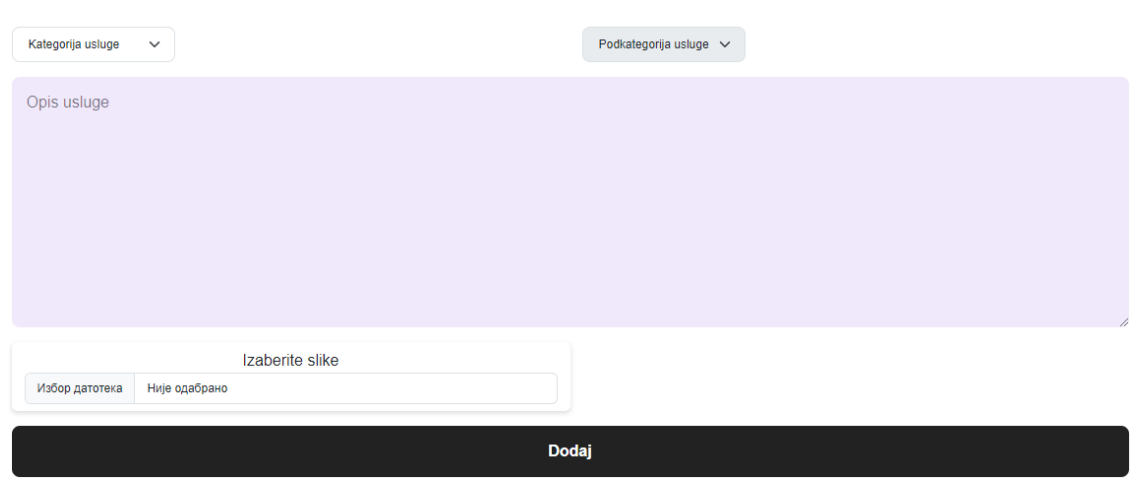 Kategorija usluge
Podkategorija usluge
Opis usluge
Izaberite slike
Избор датотека Није одабрано
Dodaj